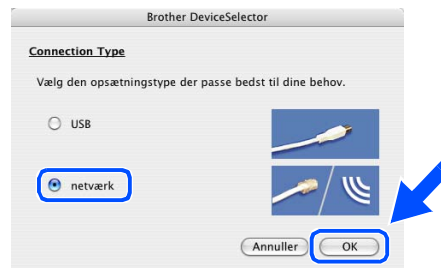 Brother DeviceSelector
Connection Type
Vælg den opsætningstype der passe bedst til dine behov.
USB
netværk
Annuller OK